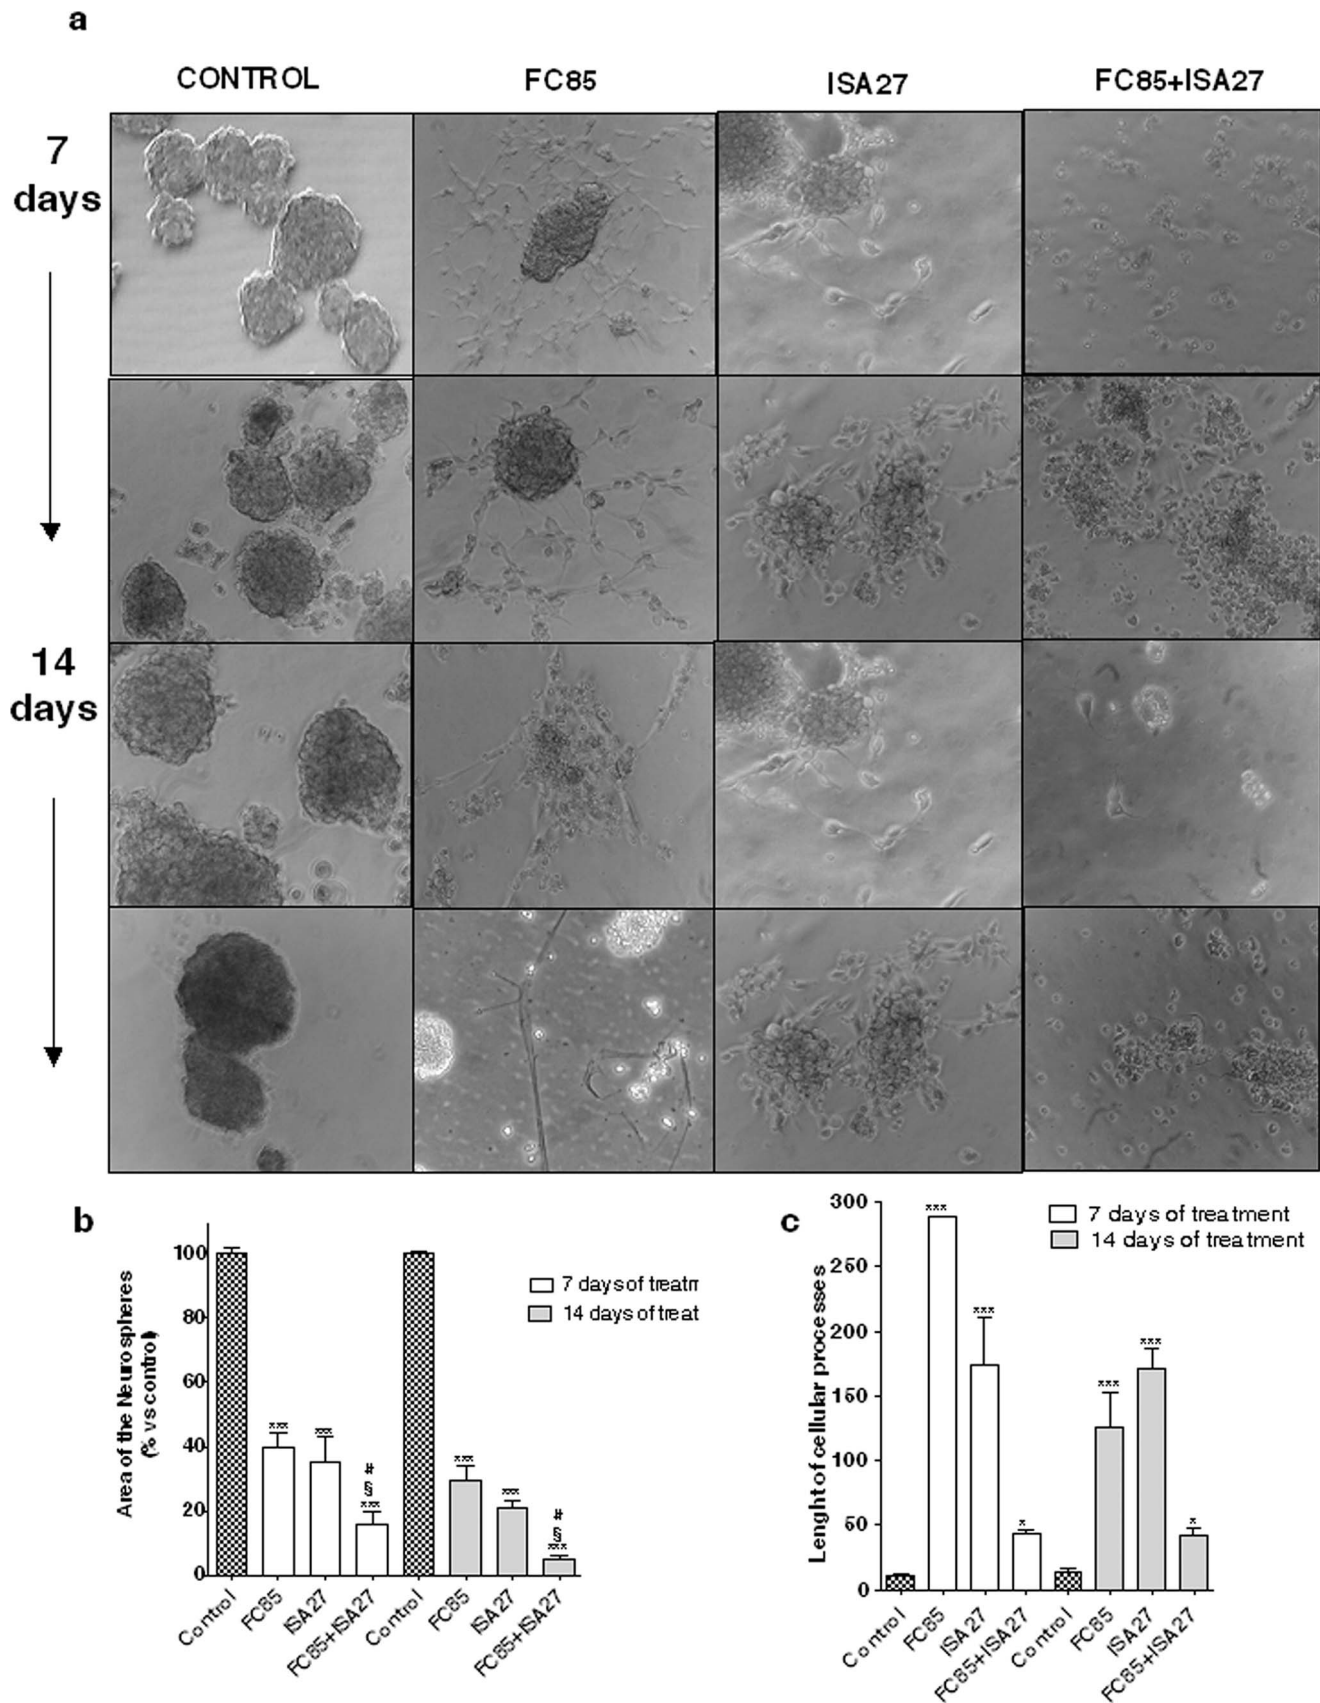 a
CONTROL FC85 ISA27 FC85+ISA27
7
days
14
days
b
Area of the Neurospheres
(% vs control)
100
80
60
40
20
0
***
***
#
§
***
***
***
#
§
***
Control FC85 ISA27 FC85+ISA27 Control FC85 ISA27 FC85+ISA27
7 days of treatr
14 days of treat
c
Lenght of cellular processes
300
250
200
150
100
50
0
***
***
*
***
***
*
Control FC85 ISA27 FC85+ISA27 Control FC85 ISA27 FC85+ISA27
7 days of treatment
14 days of treatment